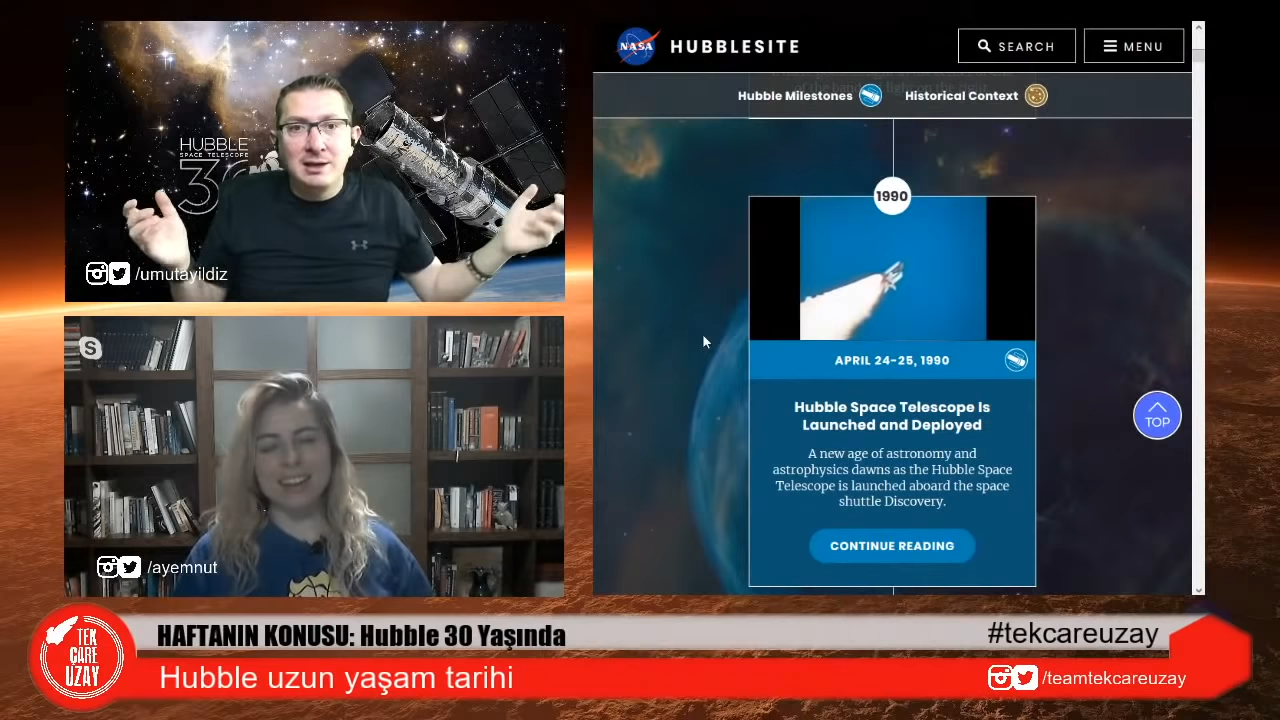 HUBBLE
SPACE TELESCOPE
/umutayildiz
S
/ayemnut
NASA
HUBBLESITE
SEARCH
MENU
Hubble Milestones
Historical Context
1990
APRIL 24-25, 1990
Hubble Space Telescope Is
Launched and Deployed
A new age of astronomy and
astrophysics dawns as the Hubble Space
Telescope is launched aboard the space
shuttle Discovery.
CONTINUE READING
TOP
TEK
ÇARE
UZAY
HAFTANIN KONUSU: Hubble 30 Yaşında
#tekcareuzay
Hubble uzun yaşam tarihi
/teamtekcareuzay